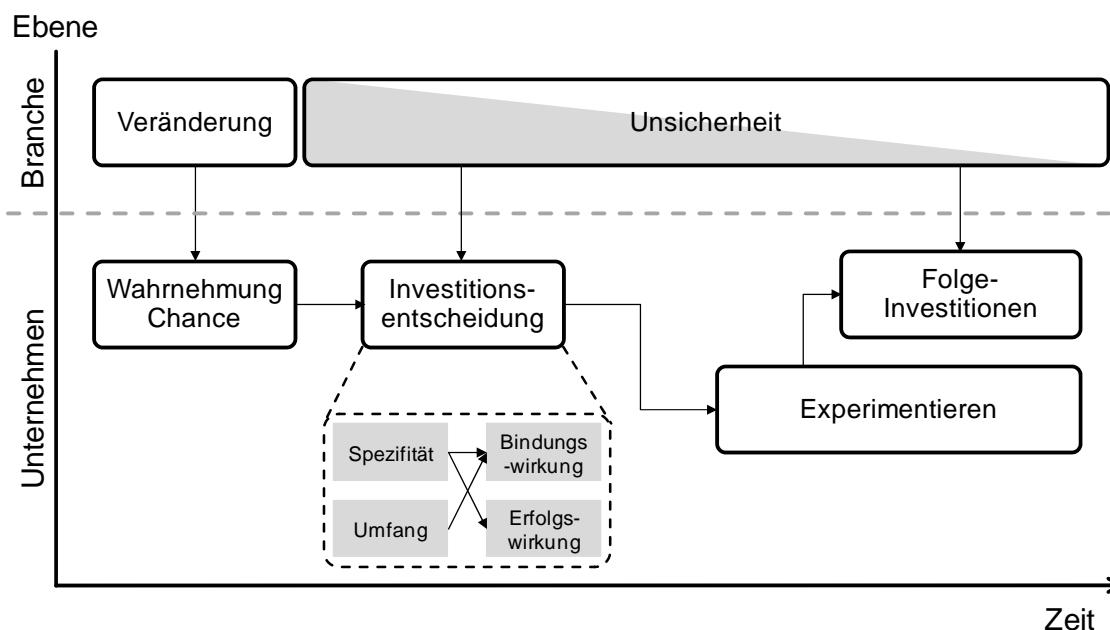 Ebene
Branche
Veränderung
Unsicherheit
Unternehmen
Wahrnehmung
Chance
Investitions-
entscheidung
Folge-
Investitionen
Experimentieren
Spezifität
Bindungs
-wirkung
Umfang
Erfolgs-
wirkung
Zeit